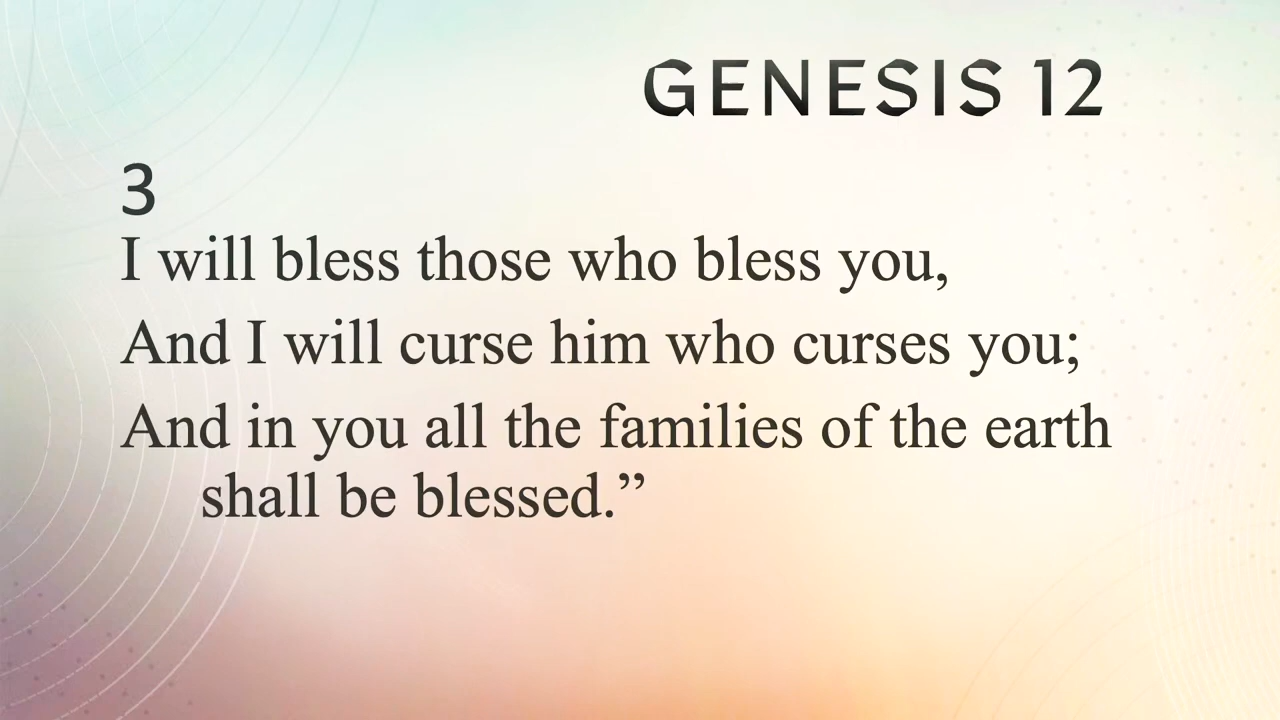 GENESIS 12
3
I will bless those who bless you,
And I will curse him who curses you;
And in you all the families of the earth
shall be blessed.”